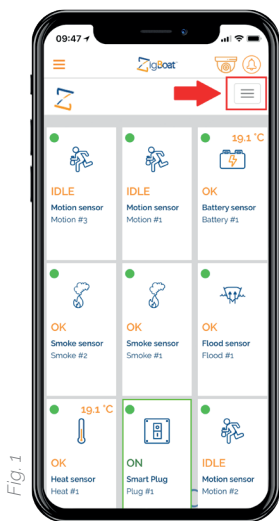 09:47
ZigBoat
19.1 °C
IDLE
IDLE
OK
Motion sensor
Motion sensor
Battery sensor
Motion #3
Motion #1
Battery #1
OK
OK
OK
Smoke sensor
Smoke sensor
Flood sensor
Smoke #2
Smoke #1
Flood #1
19.1 °C
OK
ON
IDLE
Heat sensor
Smart Plug
Motion sensor
Heat #1
Plug #1
Motion #2
Fig. 1